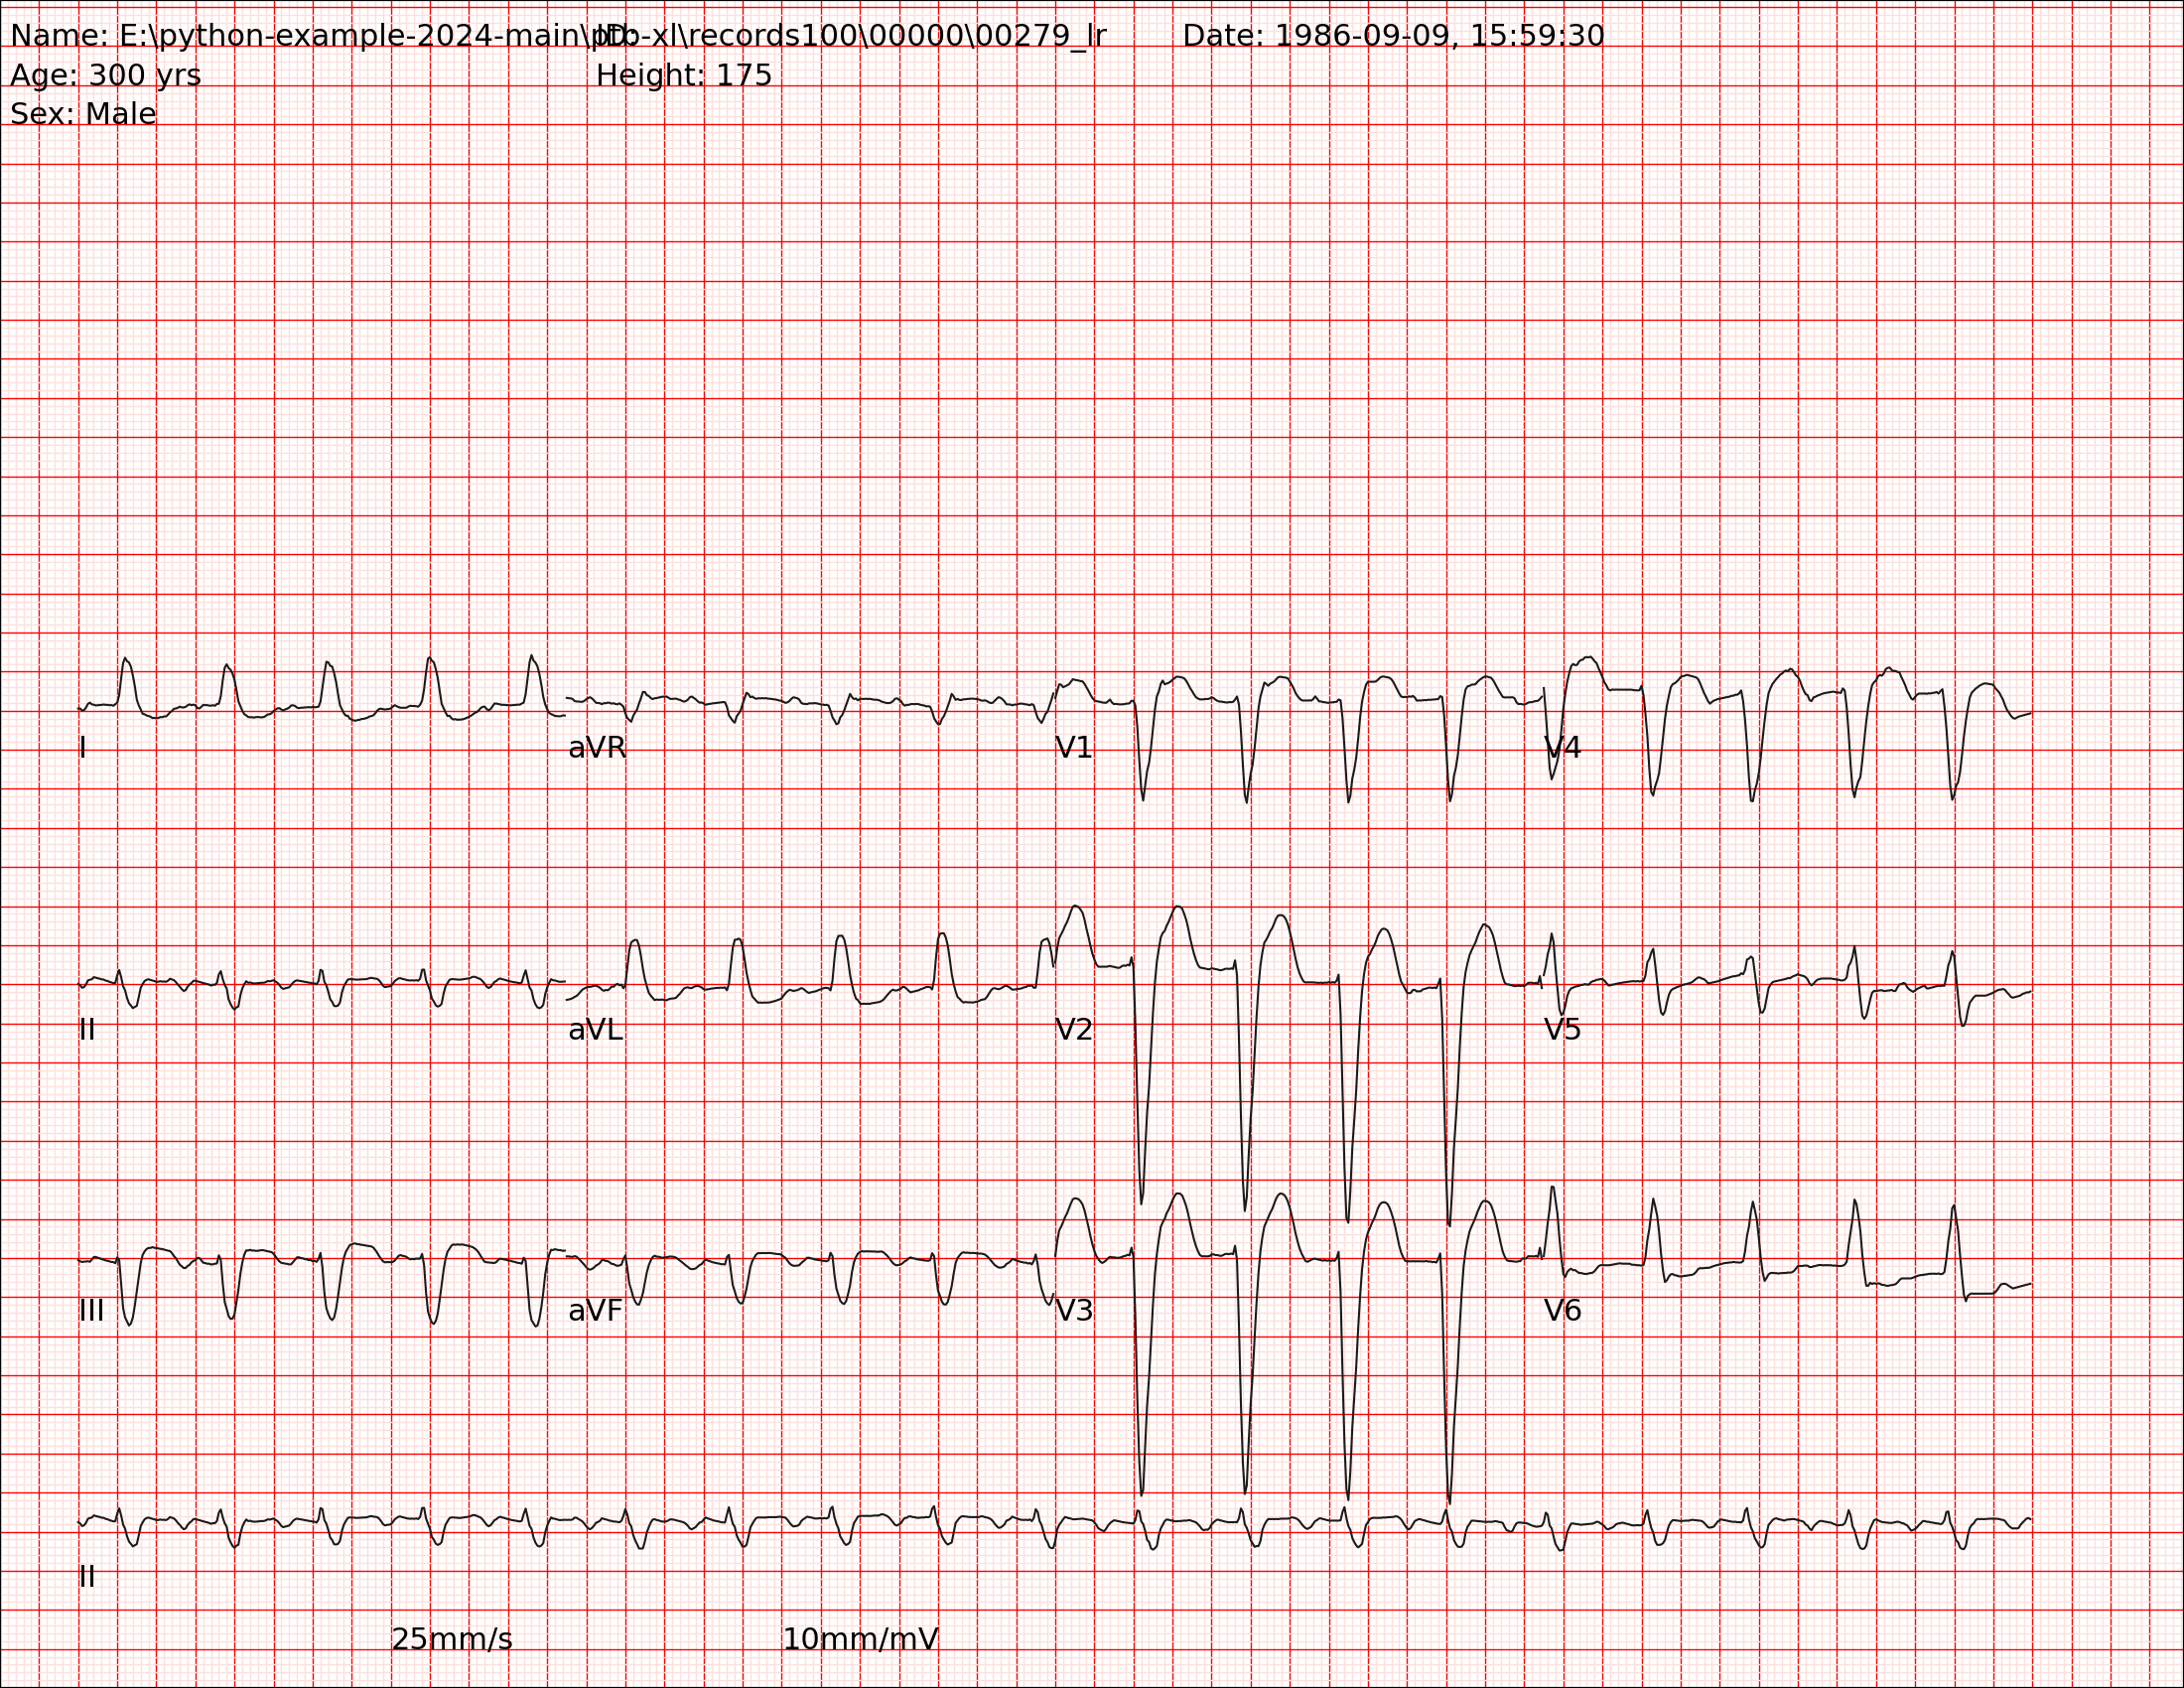 Name: E:\python-example-2024-main\ptb-xl\records100\00000\00279_lr ID: Date: 1986-09-09, 15:59:30
Age: 300 yrs Height: 175
Sex: Male
I aVR V1 V4
II aVL V2 V5
III aVF V3 V6
II
25mm/s 10mm/mV